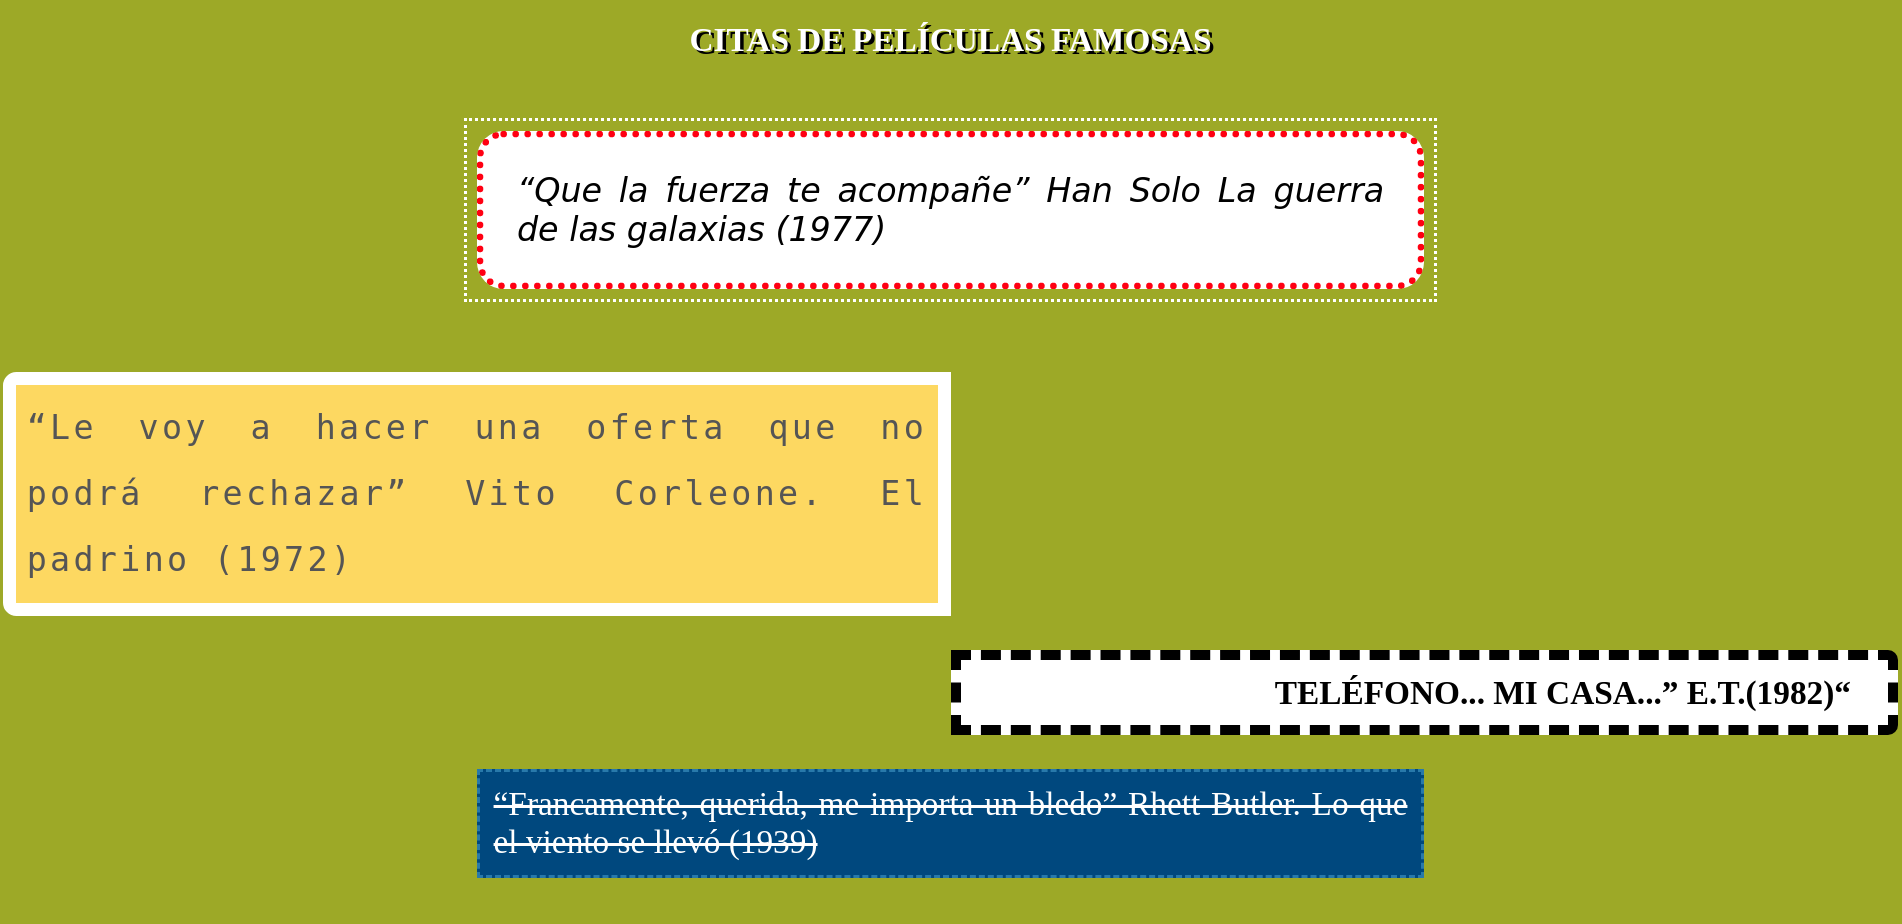 CITAS DE PELÍCULAS FAMOSAS
“Que la fuerza te acompañe” Han Solo La guerra
de las galaxias (1977)
“Le voy a hacer una oferta que no
podrá rechazar” Vito Corleone. El
padrino (1972)
TELÉFONO... MI CASA...” E.T.(1982)“
“Francamente, querida, me importa un bledo” Rhett Butler. Lo que
el viento se llevó (1939)